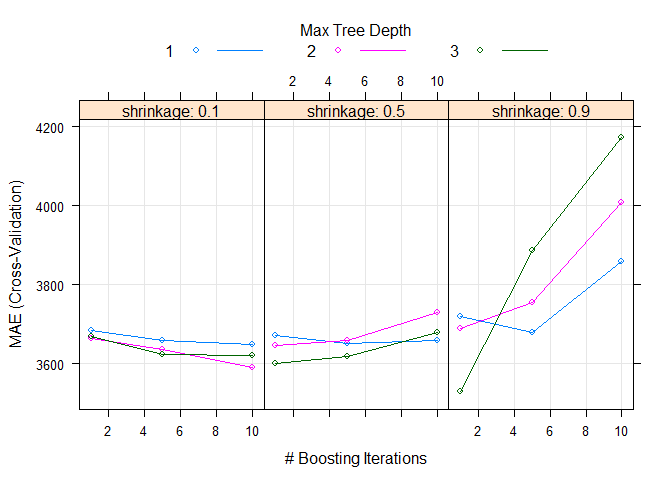 Max Tree Depth
1 2 3
2 4 6 8 10
shrinkage: 0.1 shrinkage: 0.5 shrinkage: 0.9
4200
4000
3800
3600
MAE (Cross-Validation)
2 4 6 8 10 2 4 6 8 10
# Boosting Iterations